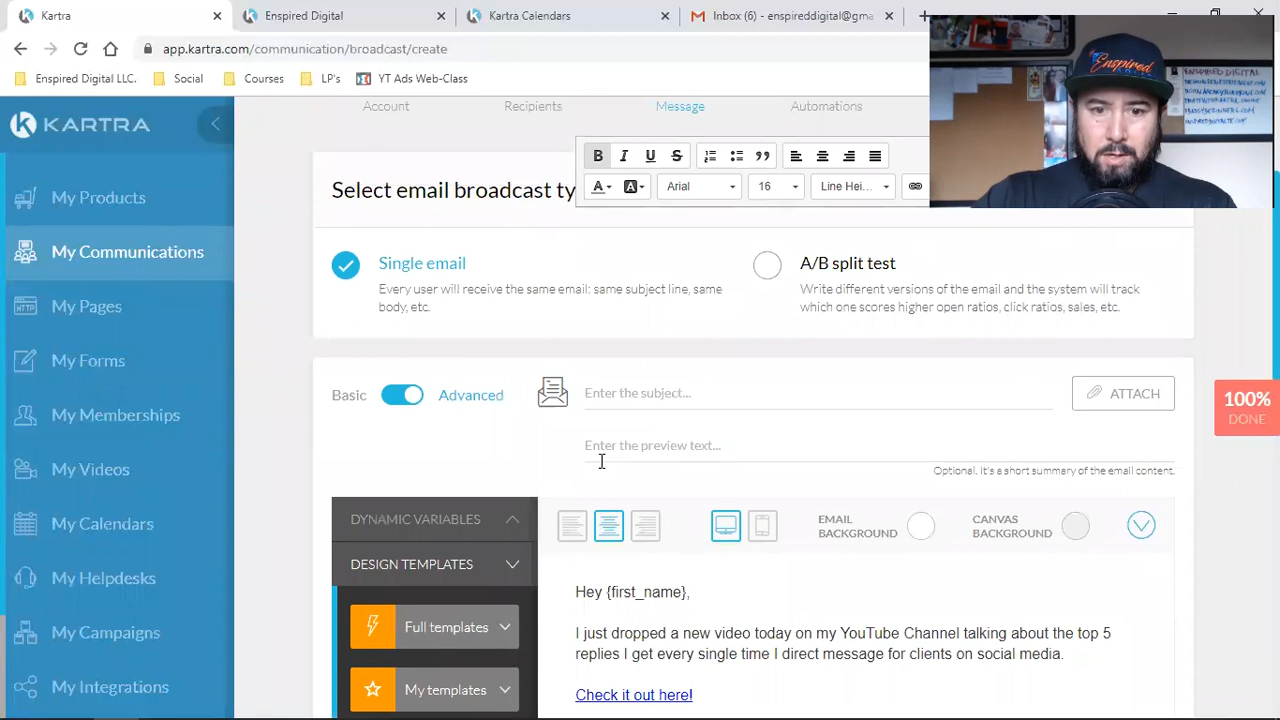 Kartra
Enspired Digital
Kartra Calendars
Inbox (6) - enspireddigital@gma
app.kartra.com/communication/broadcast/create
Enspired Digital LLC.
Social
Courses
LP's
YT Ads Web-Class
KARTRA
Account
Recipients
Message
Automations
My Products
My Communications
My Pages
My Forms
My Memberships
My Videos
My Calendars
My Helpdesks
My Campaigns
My Integrations
B I U S
A A Arial 16 Line Hei...
Select email broadcast ty
Single email
Every user will receive the same email: same subject line, same
body, etc.
A/B split test
Write different versions of the email and the system will track
which one scores higher open ratios, click ratios, sales, etc.
Basic
Advanced
Enter the subject...
ATTACH
Enter the preview text...
Optional. It's a short summary of the email content.
100%
DONE
DYNAMIC VARIABLES
DESIGN TEMPLATES
Full templates
My templates
EMAIL
BACKGROUND
CANVAS
BACKGROUND
Hey {first_name},
I just dropped a new video today on my YouTube Channel talking about the top 5
replies I get every single time I direct message for clients on social media.
Check it out here!
Enspired
ENSPIRED DIGITAL